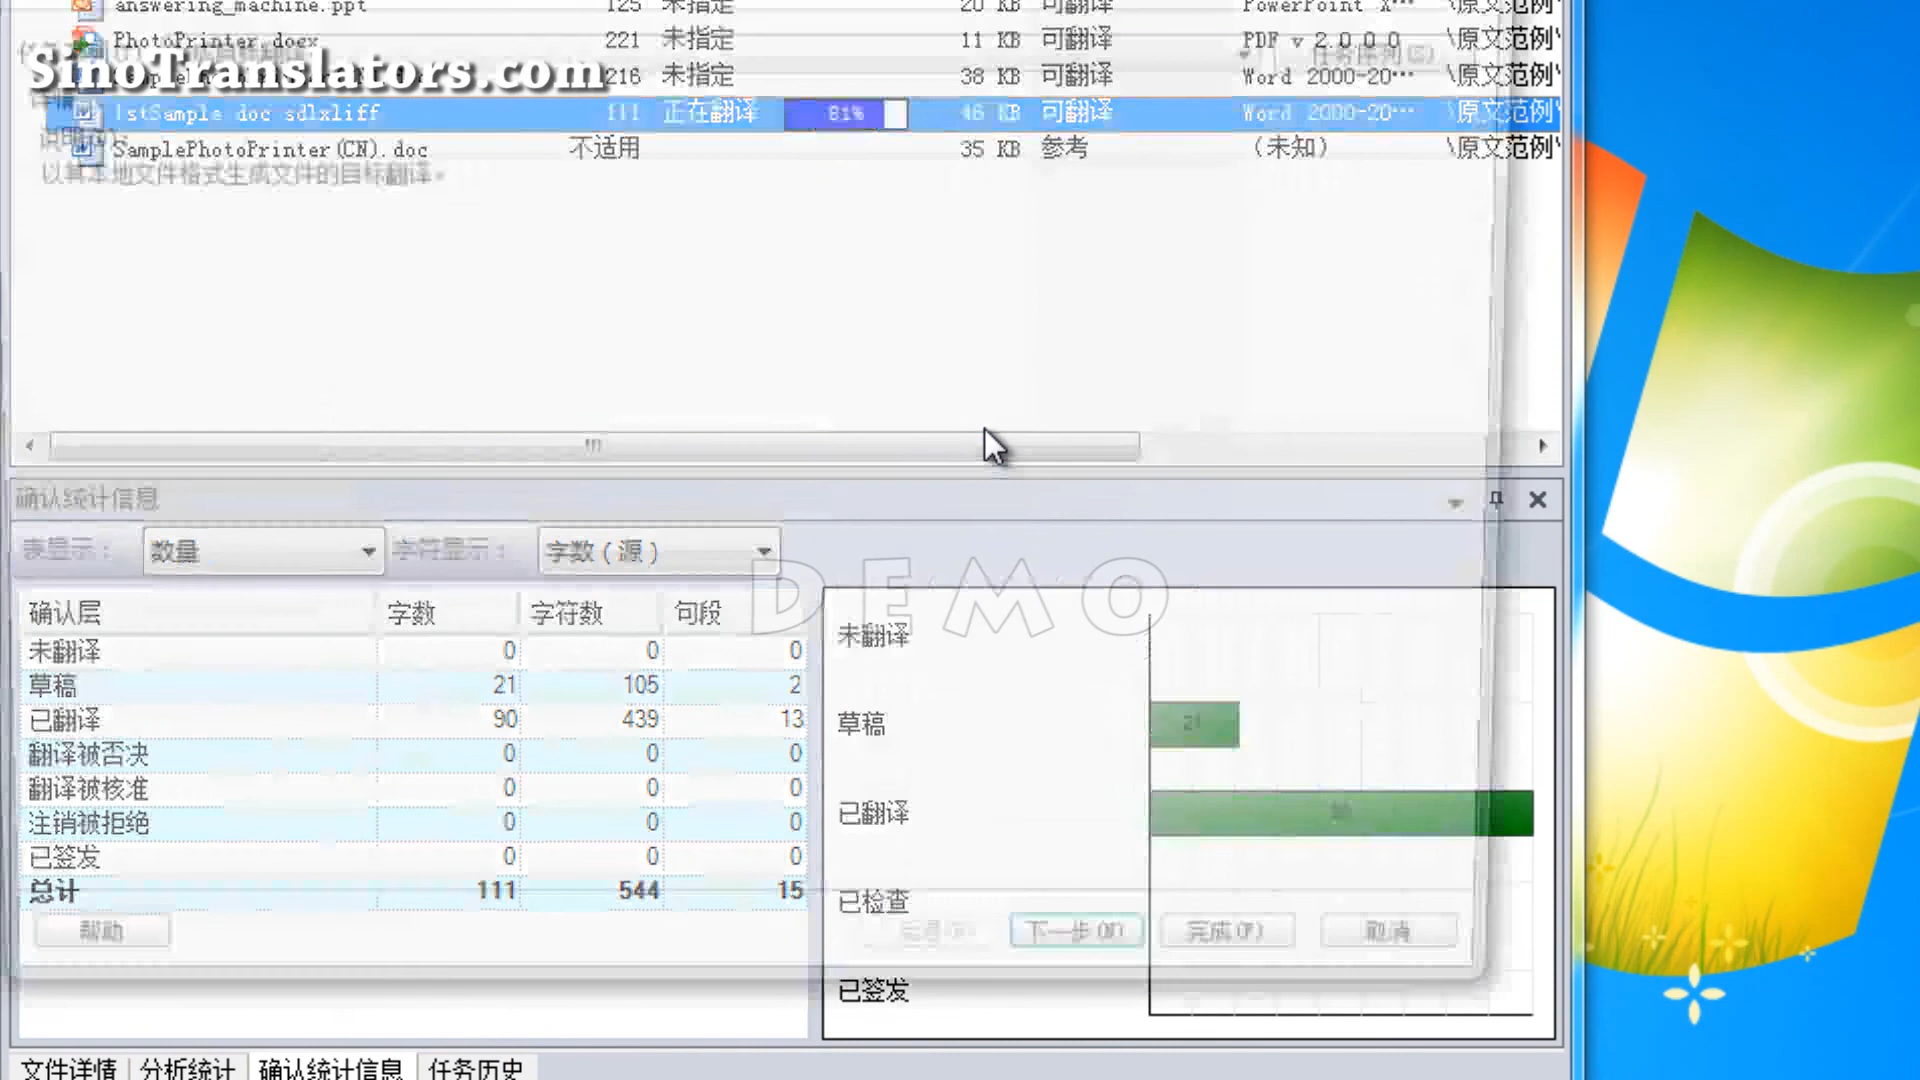 answering_machine.ppt 125 未指定 20 KB 可翻译 PowerPoint X… \原文范例\
PhotoPrinter.docx 221 未指定 11 KB 可翻译 PDF v 2.0.0.0 \原文范例\
任务序列(S)
SinoTranslators.com
216 未指定 38 KB 可翻译 Word 2000-20… \原文范例\
1stSample doc sdlxliff 111 正在翻译 81% 46 KB 可翻译 Word 2000-20… \原文范例\
SamplePhotoPrinter(CN).doc 不适用 35 KB 参考 (未知) \原文范例\
以其本地文件格式生成文件的目标翻译。
确认统计信息
表显示： 数量 字符显示： 字数（源）
DEMO
确认层 字数 字符数 句段
未翻译 0 0 0
草稿 21 105 2
已翻译 90 439 13
翻译被否决 0 0 0
翻译被核准 0 0 0
注销被拒绝 0 0 0
已签发 0 0 0
总计 111 544 15
未翻译
草稿 21
已翻译
已检查
已签发
帮助 下一步(N) 完成(F) 取消
文件详情 分析统计 确认统计信息 任务历史